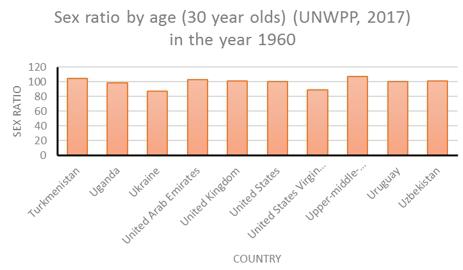 Sex ratio by age (30 year olds) (UNWPP, 2017)
in the year 1960
SEX RATIO
120
100
80
60
40
20
0
Turkmenistan
Uganda
Ukraine
United Arab Emirates
United Kingdom
United States
United States Virgin...
Upper-middle-...
Uruguay
Uzbekistan
COUNTRY